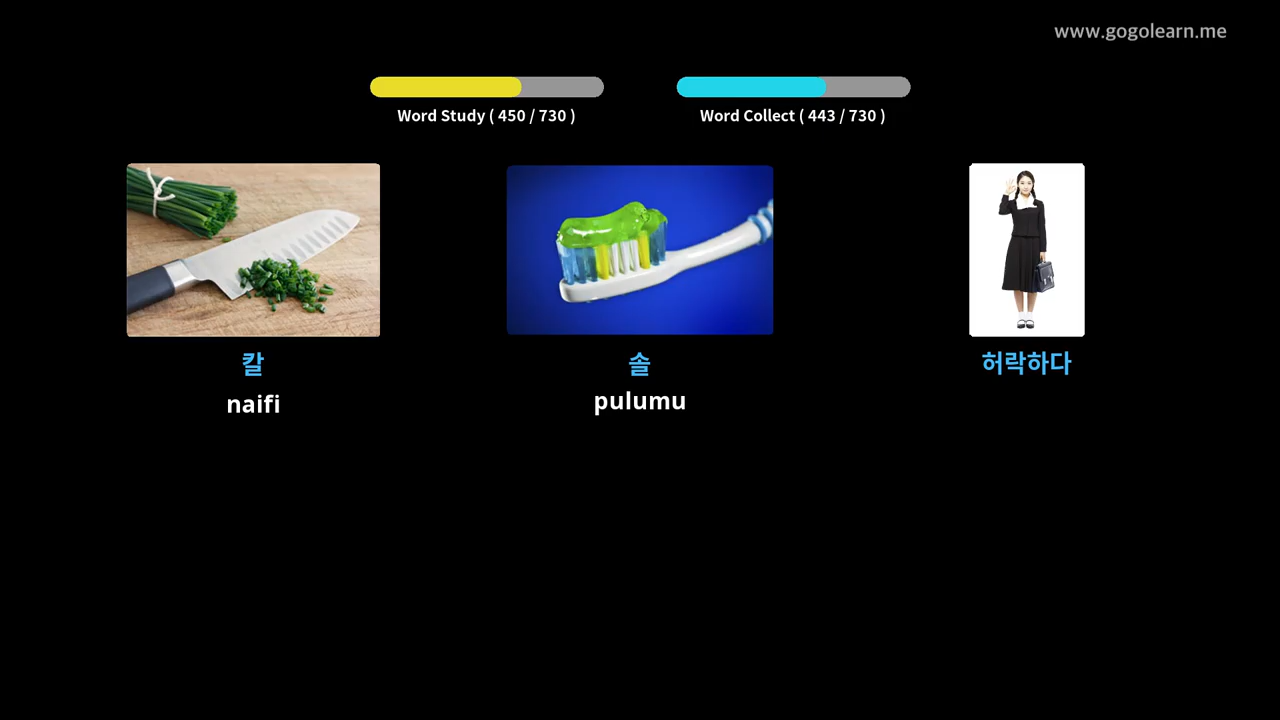 www.gogolearn.me
Word Study ( 450 / 730 )
Word Collect ( 443 / 730 )
칼
솔
허락하다
naifi
pulumu